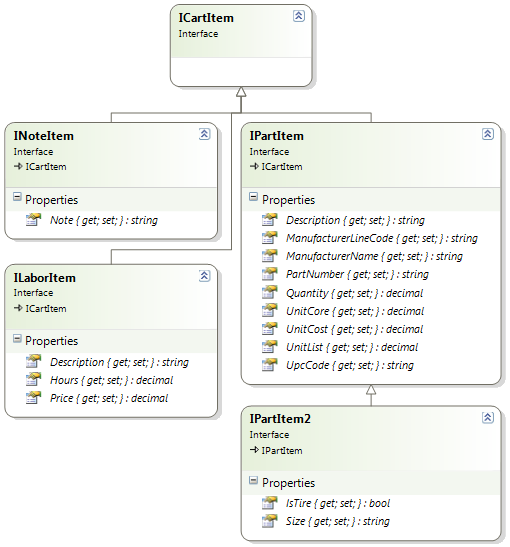 ICartItem
Interface
INoteItem
Interface
ICartItem
Properties
Note { get; set; } : string
IPartItem
Interface
ICartItem
Properties
Description { get; set; } : string
ManufacturerLineCode { get; set; } : string
ManufacturerName { get; set; } : string
PartNumber { get; set; } : string
Quantity { get; set; } : decimal
UnitCore { get; set; } : decimal
UnitCost { get; set; } : decimal
UnitList { get; set; } : decimal
UpcCode { get; set; } : string
ILaborItem
Interface
ICartItem
Properties
Description { get; set; } : string
Hours { get; set; } : decimal
Price { get; set; } : decimal
IPartItem2
Interface
IPartItem
Properties
IsTire { get; set; } : bool
Size { get; set; } : string